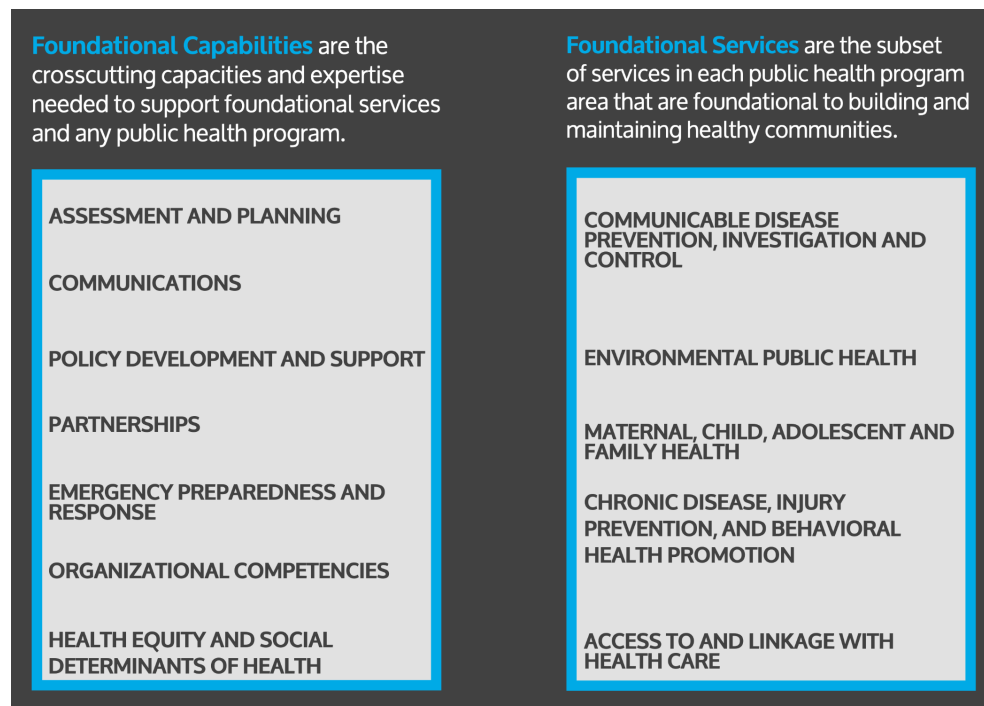 Foundational Capabilities are the
crosscutting capacities and expertise
needed to support foundational services
and any public health program.
ASSESSMENT AND PLANNING
COMMUNICATIONS
POLICY DEVELOPMENT AND SUPPORT
PARTNERSHIPS
EMERGENCY PREPAREDNESS AND
RESPONSE
ORGANIZATIONAL COMPETENCIES
HEALTH EQUITY AND SOCIAL
DETERMINANTS OF HEALTH
Foundational Services are the subset
of services in each public health program
area that are foundational to building and
maintaining healthy communities.
COMMUNICABLE DISEASE
PREVENTION, INVESTIGATION AND
CONTROL
ENVIRONMENTAL PUBLIC HEALTH
MATERNAL, CHILD, ADOLESCENT AND
FAMILY HEALTH
CHRONIC DISEASE, INJURY
PREVENTION, AND BEHAVIORAL
HEALTH PROMOTION
ACCESS TO AND LINKAGE WITH
HEALTH CARE